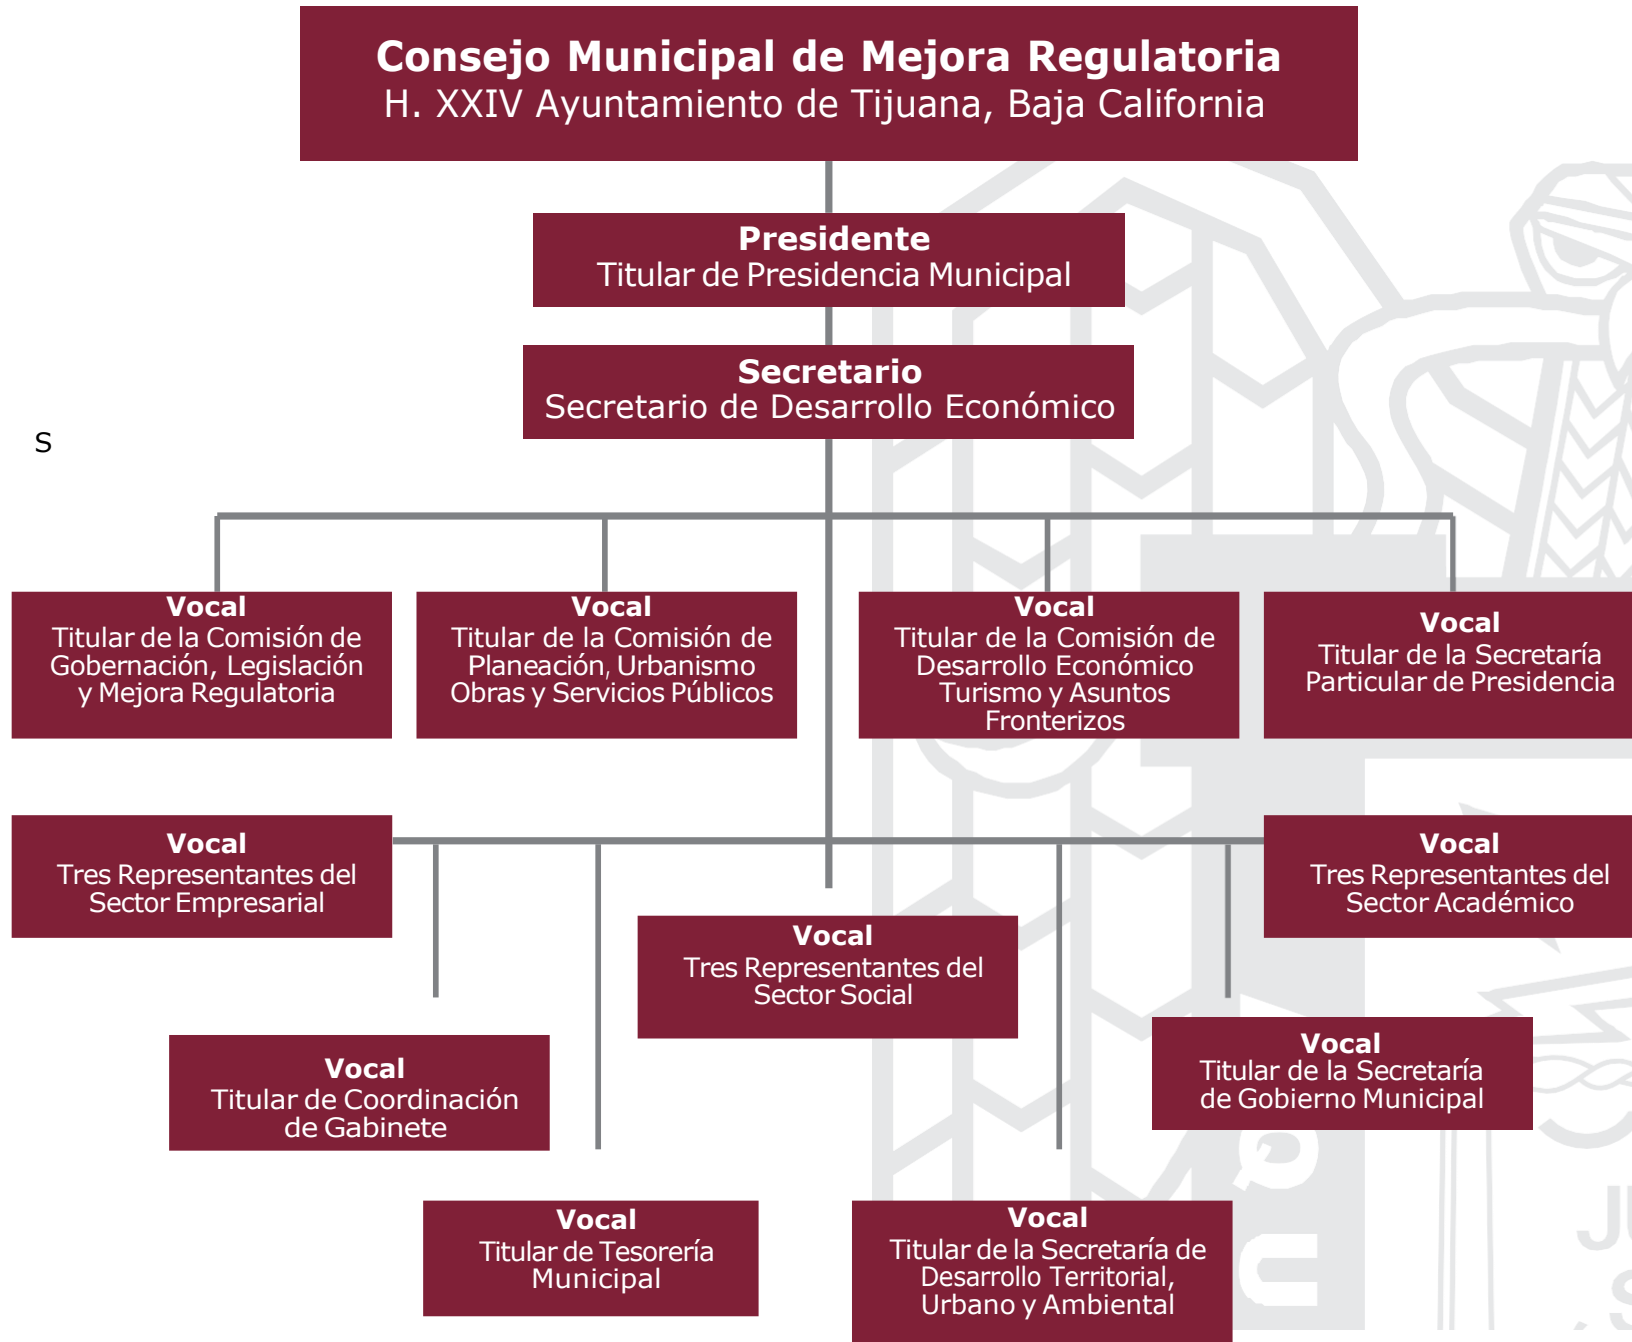 Consejo Municipal de Mejora Regulatoria
H. XXIV Ayuntamiento de Tijuana, Baja California
Presidente
Titular de Presidencia Municipal
Secretario
Secretario de Desarrollo Económico
S
Vocal
Titular de la Comisión de
Gobernación, Legislación
y Mejora Regulatoria
Vocal
Titular de la Comisión de
Planeación, Urbanismo
Obras y Servicios Públicos
Vocal
Titular de la Comisión de
Desarrollo Económico
Turismo y Asuntos
Fronterizos
Vocal
Titular de la Secretaría
Particular de Presidencia
Vocal
Tres Representantes del
Sector Empresarial
Vocal
Tres Representantes del
Sector Social
Vocal
Tres Representantes del
Sector Académico
Vocal
Titular de Coordinación
de Gabinete
Vocal
Titular de la Secretaría
de Gobierno Municipal
Vocal
Titular de Tesorería
Municipal
Vocal
Titular de la Secretaría de
Desarrollo Territorial,
Urbano y Ambiental